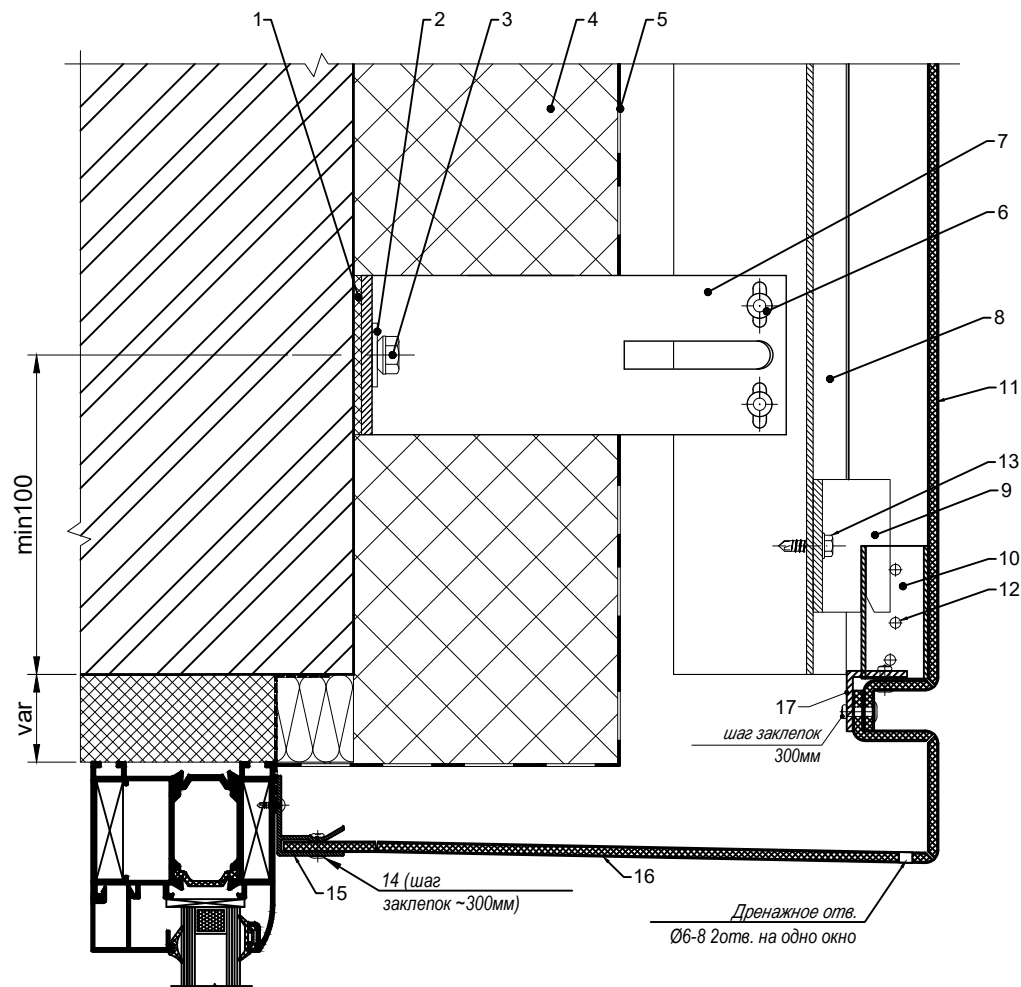 1
2
3
4
5
7
6
8
11
13
9
10
12
17
шаг заклепок
300мм
min100
var
15
14 (шаг
заклепок ~300мм)
16
Дренажное отв.
Ø6-8 2отв. на одно окно